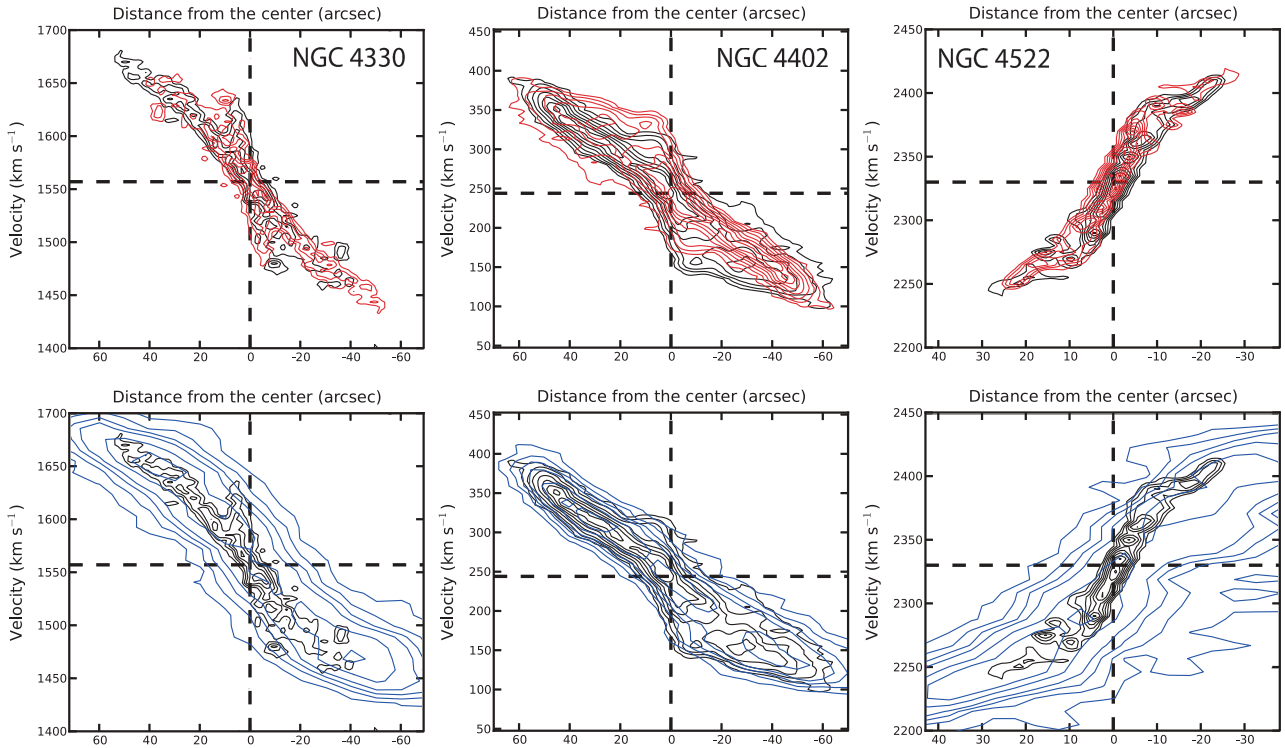 Distance from the center (arcsec)
Distance from the center (arcsec)
Distance from the center (arcsec)
NGC 4330
NGC 4402
NGC 4522
Velocity (km s⁻¹)
1700
1650
1600
1550
1500
1450
1400
60 40 20 0 -20 -40 -60
Velocity (km s⁻¹)
450
400
350
300
250
200
150
100
50
60 40 20 0 -20 -40 -60
Velocity (km s⁻¹)
2450
2400
2350
2300
2250
2200
40 30 20 10 0 -10 -20 -30
Distance from the center (arcsec)
Distance from the center (arcsec)
Distance from the center (arcsec)
Velocity (km s⁻¹)
1700
1650
1600
1550
1500
1450
1400
60 40 20 0 -20 -40 -60
Velocity (km s⁻¹)
450
400
350
300
250
200
150
100
50
60 40 20 0 -20 -40 -60
Velocity (km s⁻¹)
2450
2400
2350
2300
2250
2200
40 30 20 10 0 -10 -20 -30